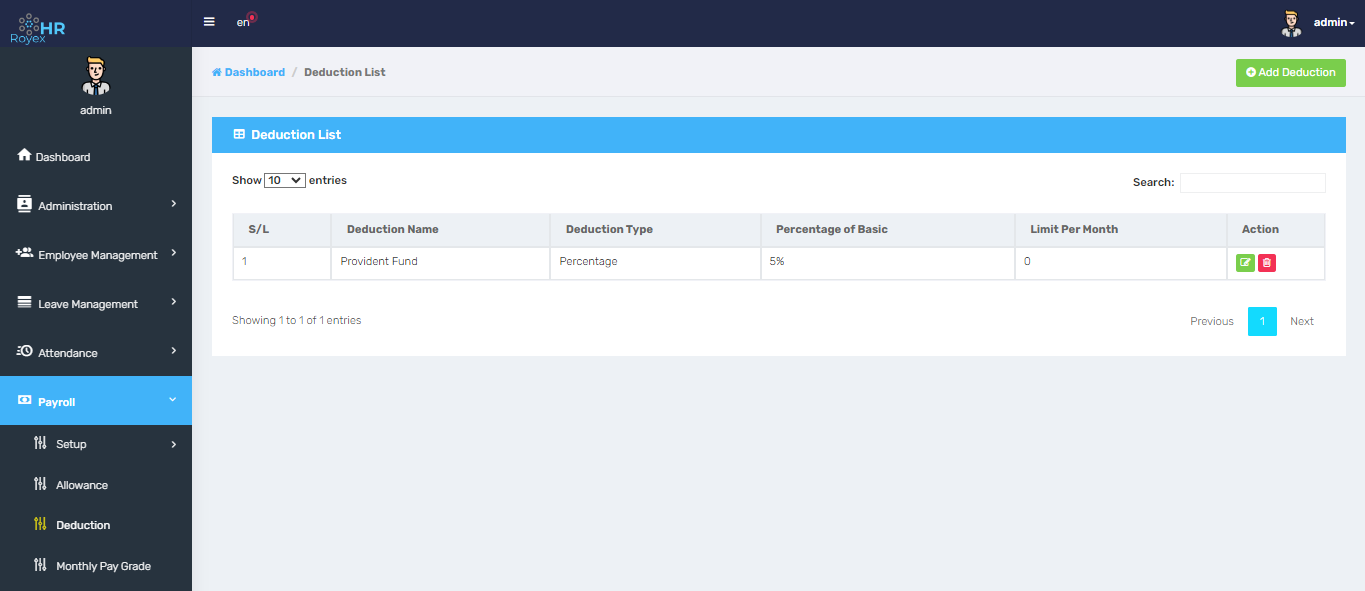 Royex HR
en
admin
admin
Dashboard / Deduction List
Add Deduction
Dashboard
Administration
Employee Management
Leave Management
Attendance
Payroll
Setup
Allowance
Deduction
Monthly Pay Grade
Deduction List
Show 10 entries
Search:
S/L Deduction Name Deduction Type Percentage of Basic Limit Per Month Action
1 Provident Fund Percentage 5% 0
Showing 1 to 1 of 1 entries
Previous 1 Next